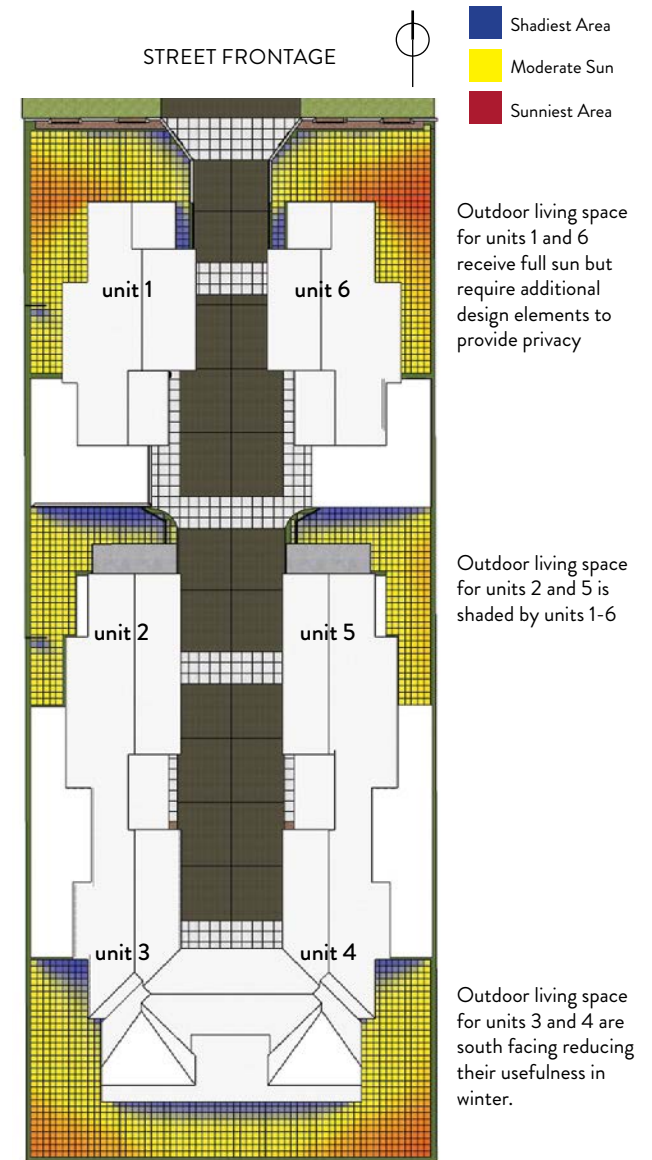 STREET FRONTAGE
Shadiest Area
Moderate Sun
Sunniest Area
Outdoor living space
for units 1 and 6
receive full sun but
require additional
design elements to
provide privacy
unit 1
unit 6
Outdoor living space
for units 2 and 5 is
shaded by units 1-6
unit 2
unit 5
unit 3
unit 4
Outdoor living space
for units 3 and 4 are
south facing reducing
their usefulness in
winter.